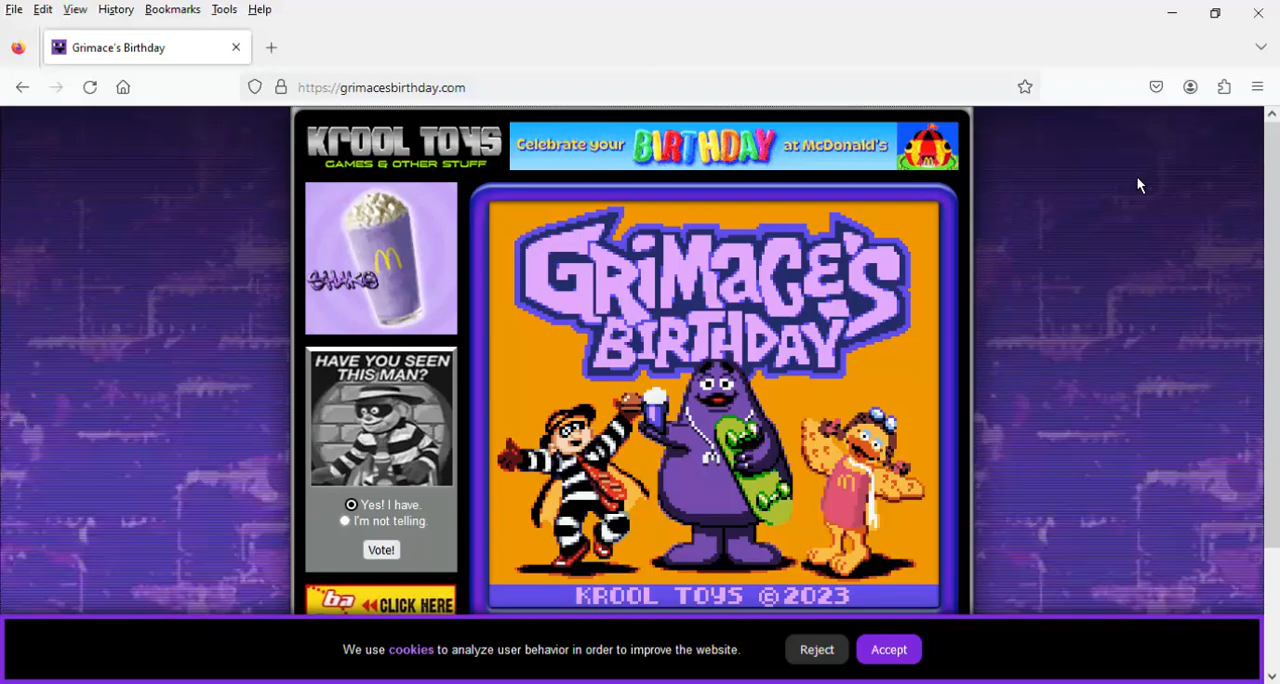 File Edit View History Bookmarks Tools Help
Grimace's Birthday
https://grimacesbirthday.com
KROOL TOYS
GAMES & OTHER STUFF
Celebrate your BIRTHDAY at McDonald's
SHAKE
HAVE YOU SEEN
THIS MAN?
Yes! I have.
I'm not telling.
Vote!
ba CLICK HERE
GRIMACE'S
BIRTHDAY
KROOL TOYS ©2023
We use cookies to analyze user behavior in order to improve the website.
Reject
Accept